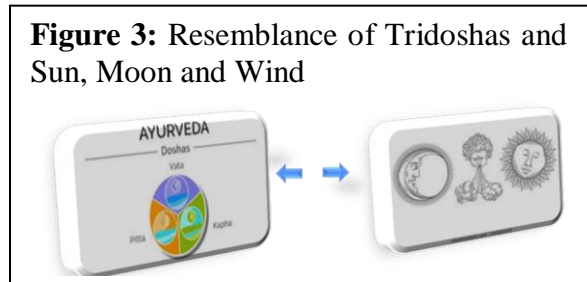 Figure 3: Resemblance of Tridoshas and
Sun, Moon and Wind
AYURVEDA
Doshas
Vata
Pitta
Kapha